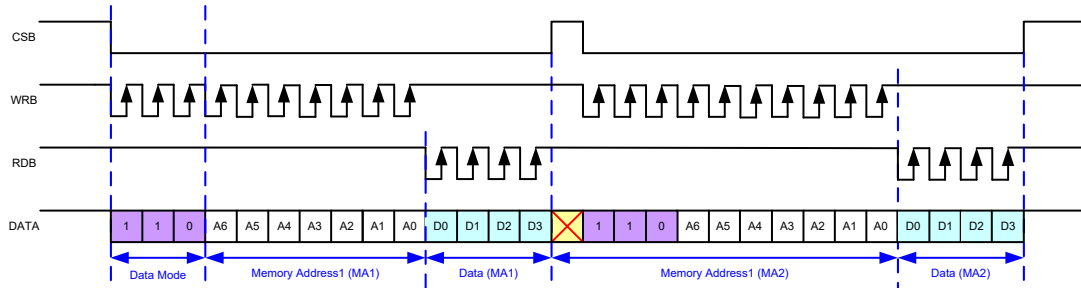 CSB
WRB
RDB
DATA 1 1 0 A6 A5 A4 A3 A2 A1 A0 D0 D1 D2 D3 1 1 0 A6 A5 A4 A3 A2 A1 A0 D0 D1 D2 D3
Data Mode Memory Address1 (MA1) Data (MA1) Memory Address1 (MA2) Data (MA2)